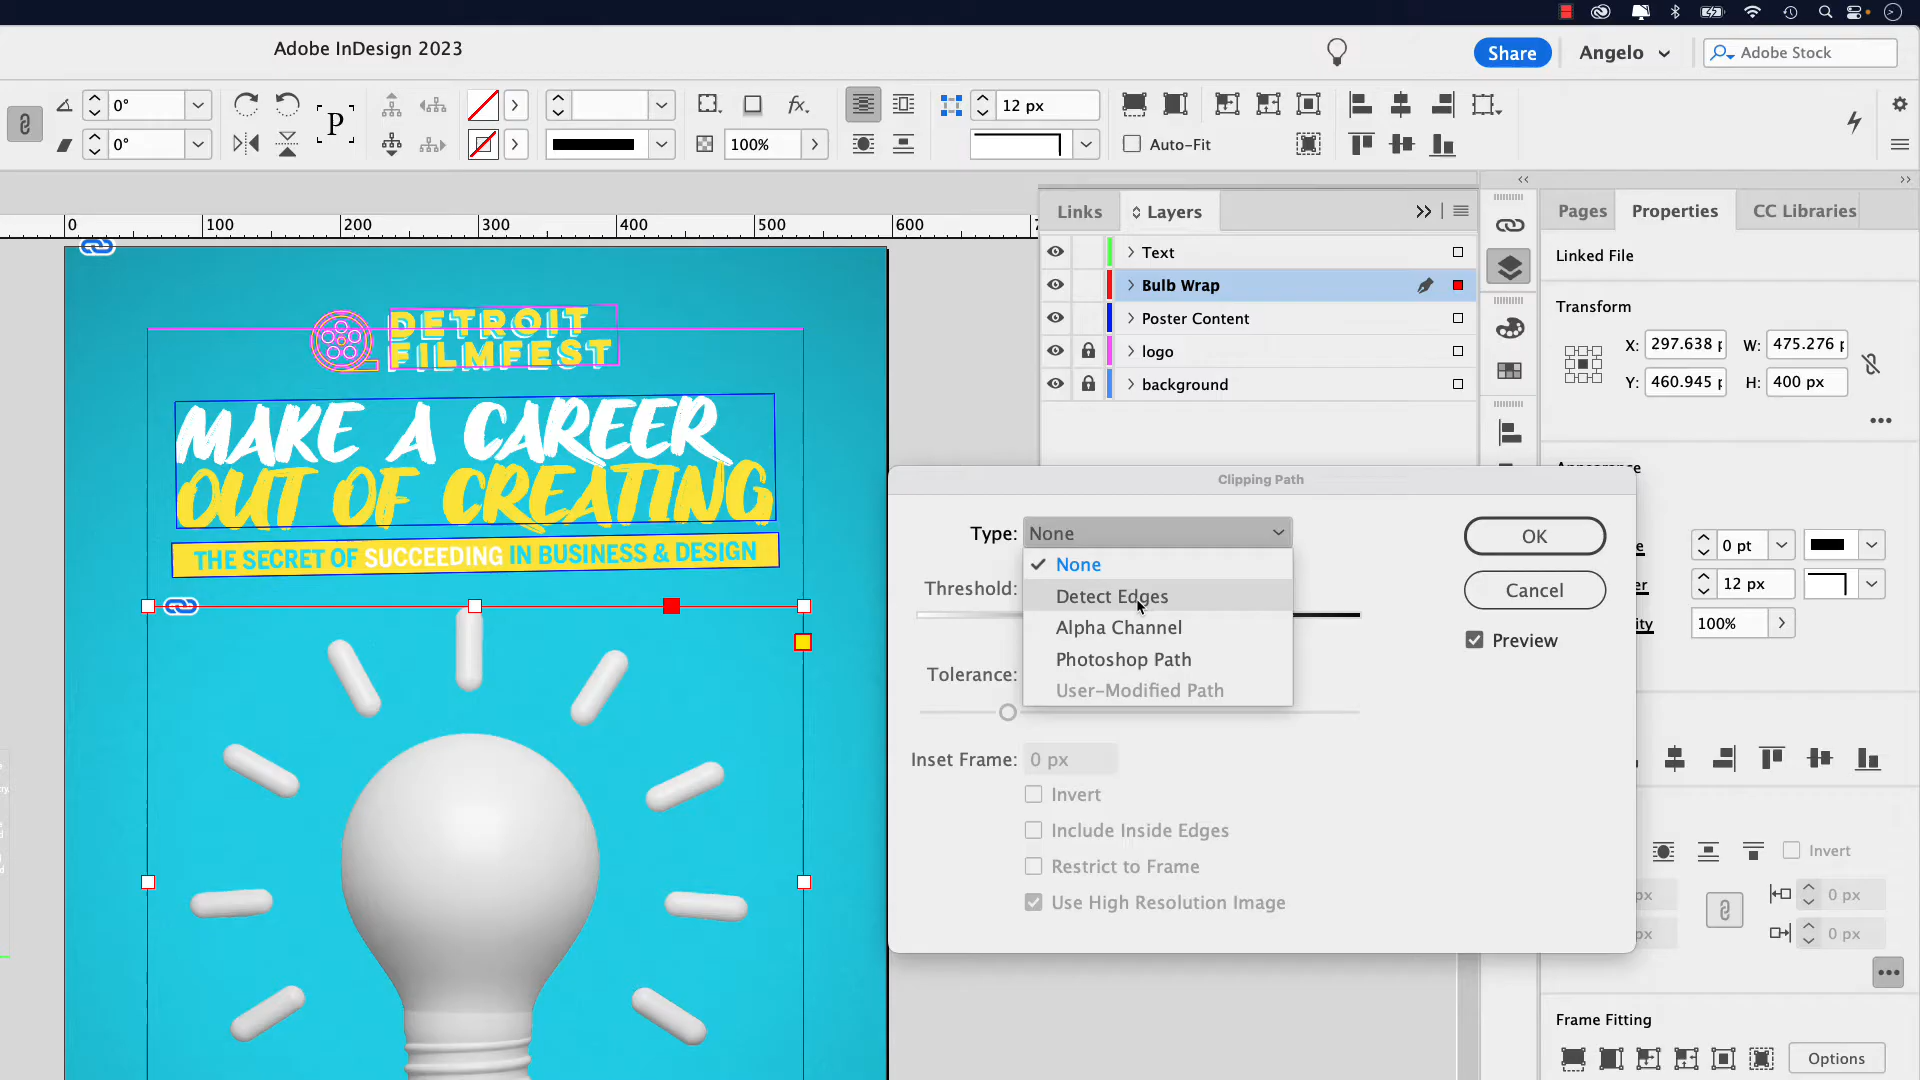 Adobe InDesign 2023
Share
Angelo
Adobe Stock
0°
P
fx.
12 px
0°
100%
Auto-Fit
Links
Layers
Pages
Properties
CC Libraries
0
100
200
300
400
500
600
Text
Bulb Wrap
Poster Content
logo
background
Linked File
Transform
X:
297.638
W:
475.276
Y:
460.945
H:
400 px
DETROIT
FILMFEST
MAKE A CAREER
OUT OF CREATING
THE SECRET OF SUCCEEDING IN BUSINESS & DESIGN
Clipping Path
Type:
None
None
Detect Edges
Alpha Channel
Photoshop Path
User-Modified Path
Threshold:
Tolerance:
Inset Frame:
0 px
Invert
Include Inside Edges
Restrict to Frame
Use High Resolution Image
OK
Cancel
Preview
Appearance
0 pt
12 px
100%
Invert
px
0 px
px
0 px
Frame Fitting
Options